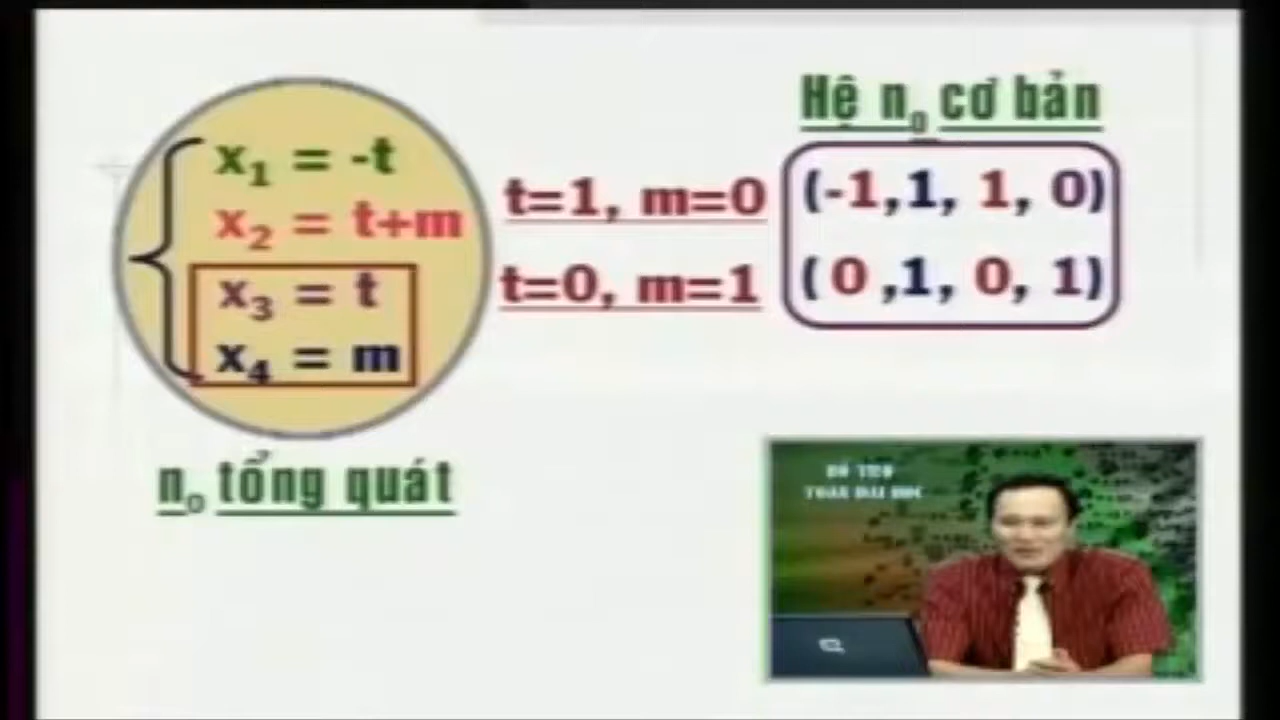 x₁ = -t
x₂ = t+m
x₃ = t
x₄ = m
n₀ tổng quát
t=1, m=0
t=0, m=1
Hệ n₀ cơ bản
(-1,1, 1, 0)
( 0 ,1, 0, 1)